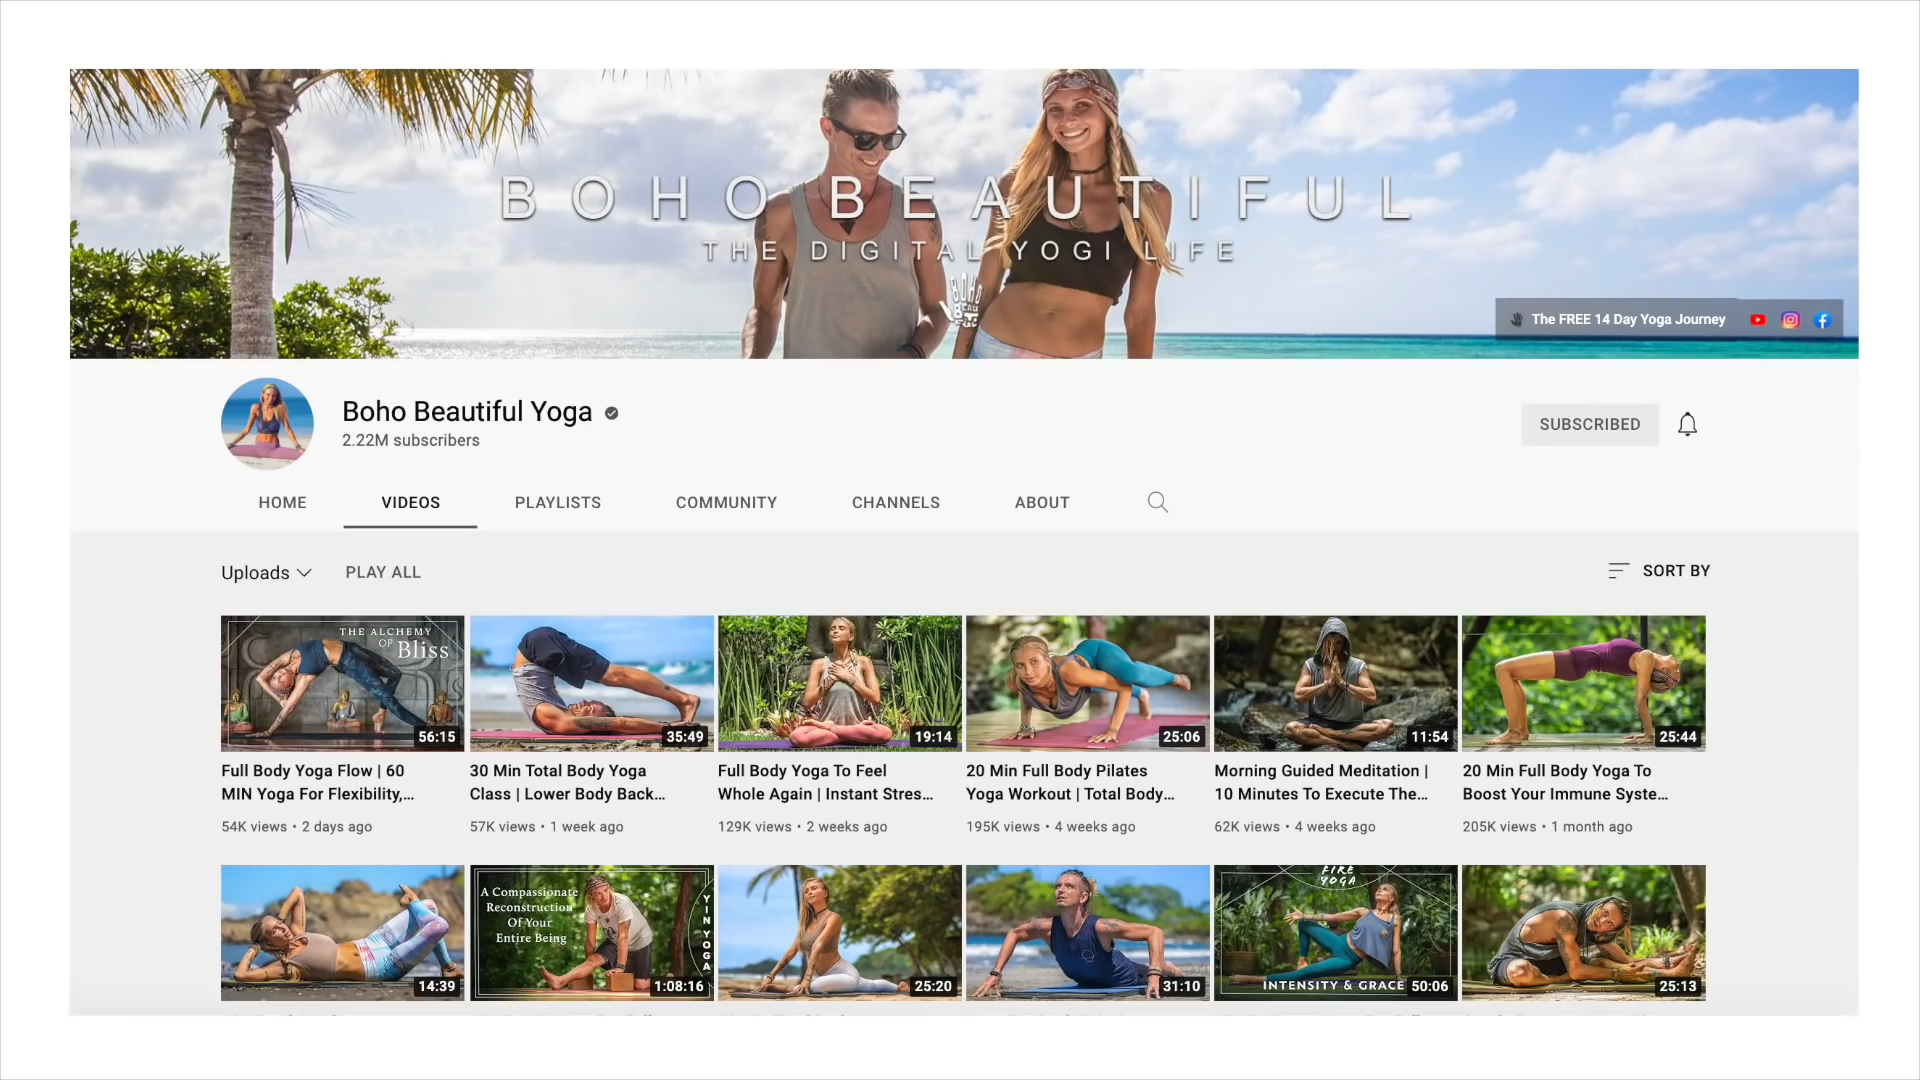 BOHO BEAUTIFUL
THE DIGITAL YOGI LIFE
BOHO
The FREE 14 Day Yoga Journey
Boho Beautiful Yoga
2.22M subscribers
SUBSCRIBED
HOME VIDEOS PLAYLISTS COMMUNITY CHANNELS ABOUT
Uploads PLAY ALL SORT BY
THE ALCHEMY
OF Bliss
56:15
35:49
19:14
25:06
11:54
25:44
Full Body Yoga Flow | 60
MIN Yoga For Flexibility,...
54K views • 2 days ago
30 Min Total Body Yoga
Class | Lower Body Back...
57K views • 1 week ago
Full Body Yoga To Feel
Whole Again | Instant Stres...
129K views • 2 weeks ago
20 Min Full Body Pilates
Yoga Workout | Total Body...
195K views • 4 weeks ago
Morning Guided Meditation |
10 Minutes To Execute The...
62K views • 4 weeks ago
20 Min Full Body Yoga To
Boost Your Immune Syste...
205K views • 1 month ago
14:39
A Compassionate
Reconstruction
Of Your
Entire Being
YIN YOGA
1:08:16
25:20
31:10
FIRE
YOGA
INTENSITY & GRACE
50:06
25:13